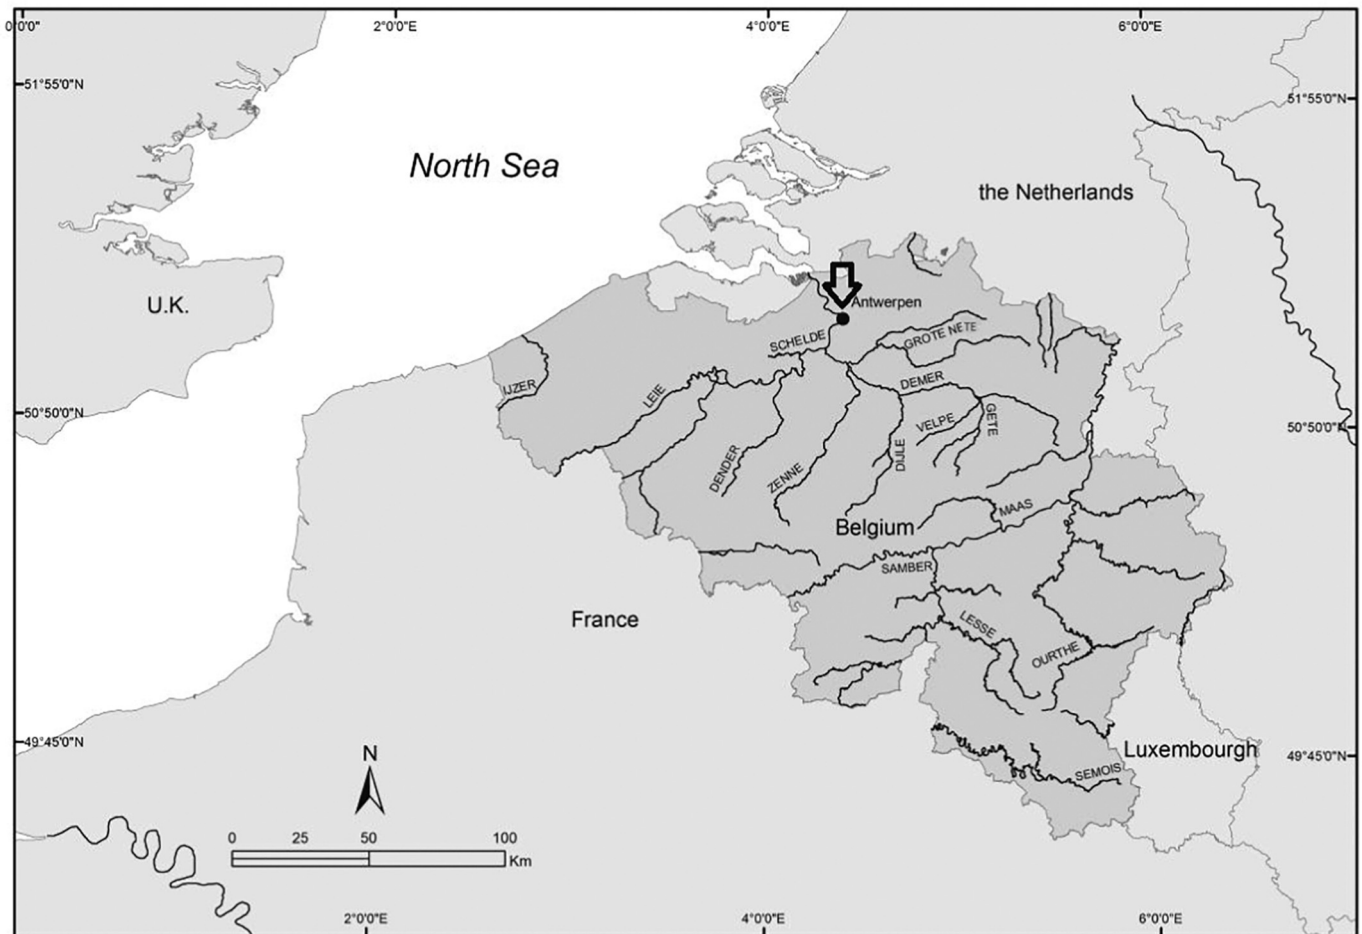 0°0'0"
2°0'0"E
4°0'0"E
6°0'0"E
51°55'0"N
51°55'0"N
North Sea
the Netherlands
U.K.
Antwerpen
SCHELDE
GROTE NETE
IJZER
LEIE
DEMER
50°50'0"N
50°50'0"N
VELPE
GETE
DENDER
ZENNE
DIJLE
MAAS
Belgium
SAMBER
France
LESSE
OURTHE
49°45'0"N
Luxembourgh
49°45'0"N
SEMOIS
N
0 25 50 100
Km
2°0'0"E
4°0'0"E
6°0'0"E